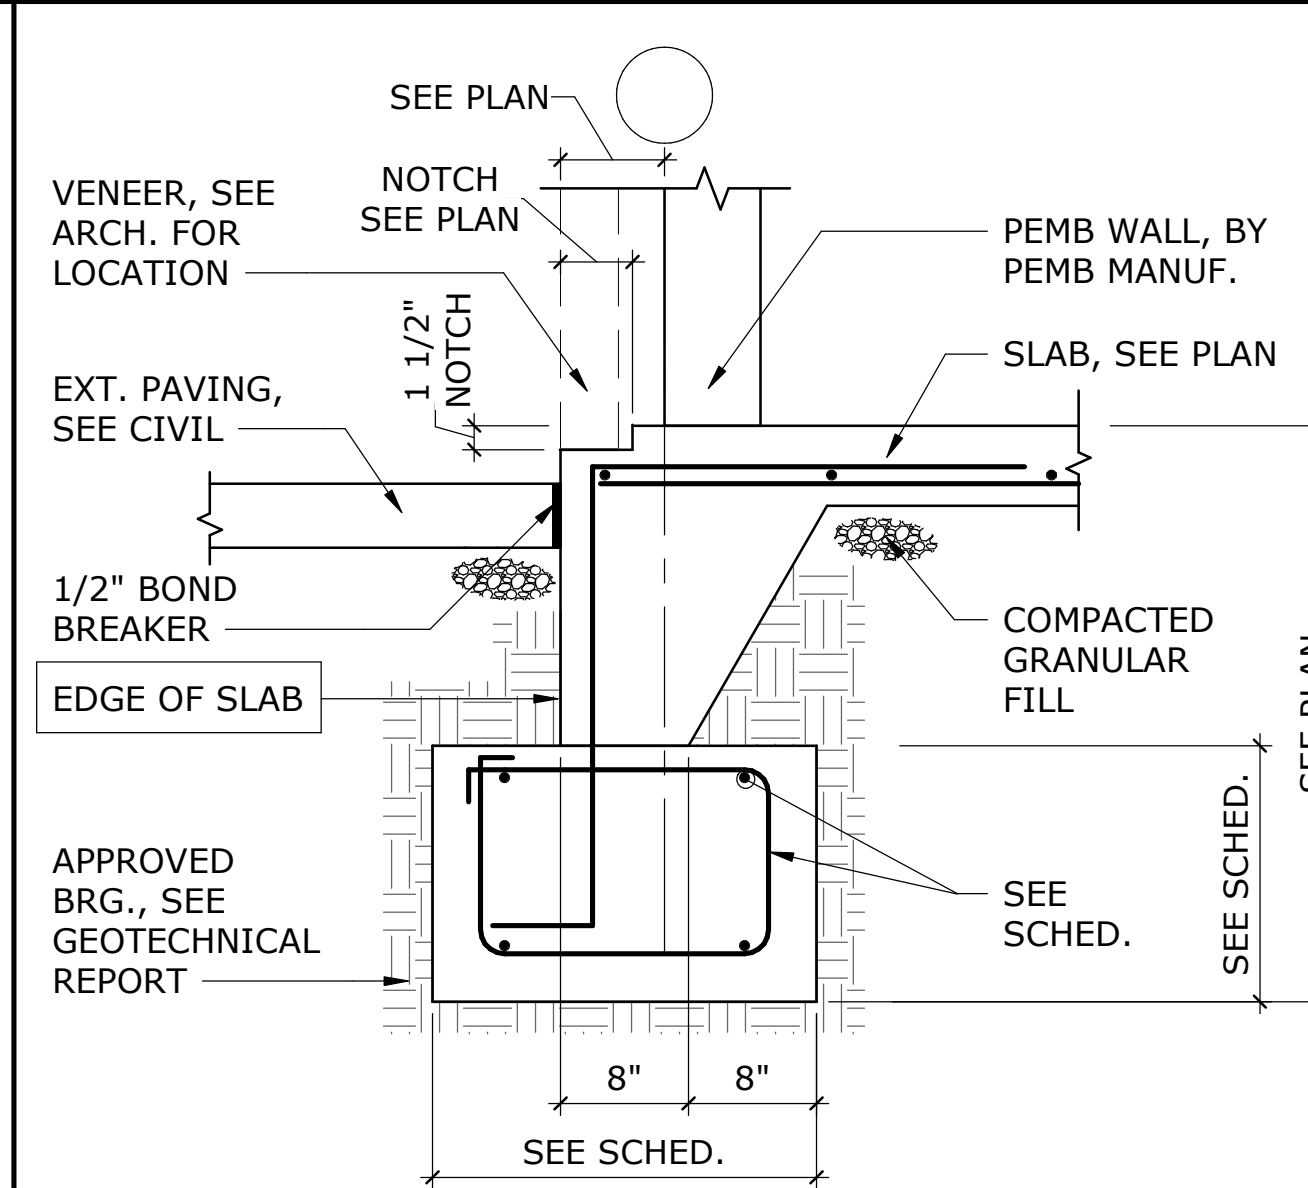 SEE PLAN
NOTCH
SEE PLAN
VENEER, SEE
ARCH. FOR
LOCATION
1 1/2"
NOTCH
PEMB WALL, BY
PEMB MANUF.
SLAB, SEE PLAN
EXT. PAVING,
SEE CIVIL
1/2" BOND
BREAKER
EDGE OF SLAB
COMPACTED
GRANULAR
FILL
SEE PLAN
SEE SCHED.
APPROVED
BRG., SEE
GEOTECHNICAL
REPORT
SEE
SCHED.
8"
8"
SEE SCHED.